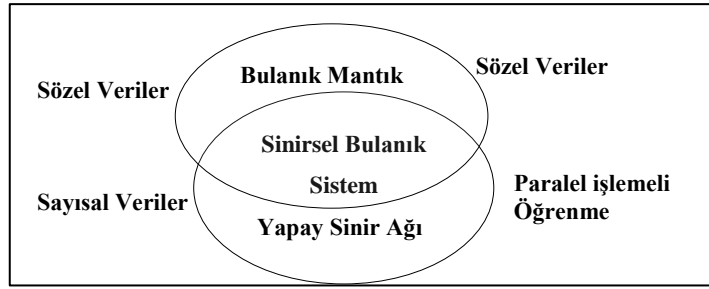 Bulanık Mantık
Sözel Veriler
Sözel Veriler
Sinirsel Bulanık
Sistem
Sayısal Veriler
Paralel işlemeli
Öğrenme
Yapay Sinir Ağı